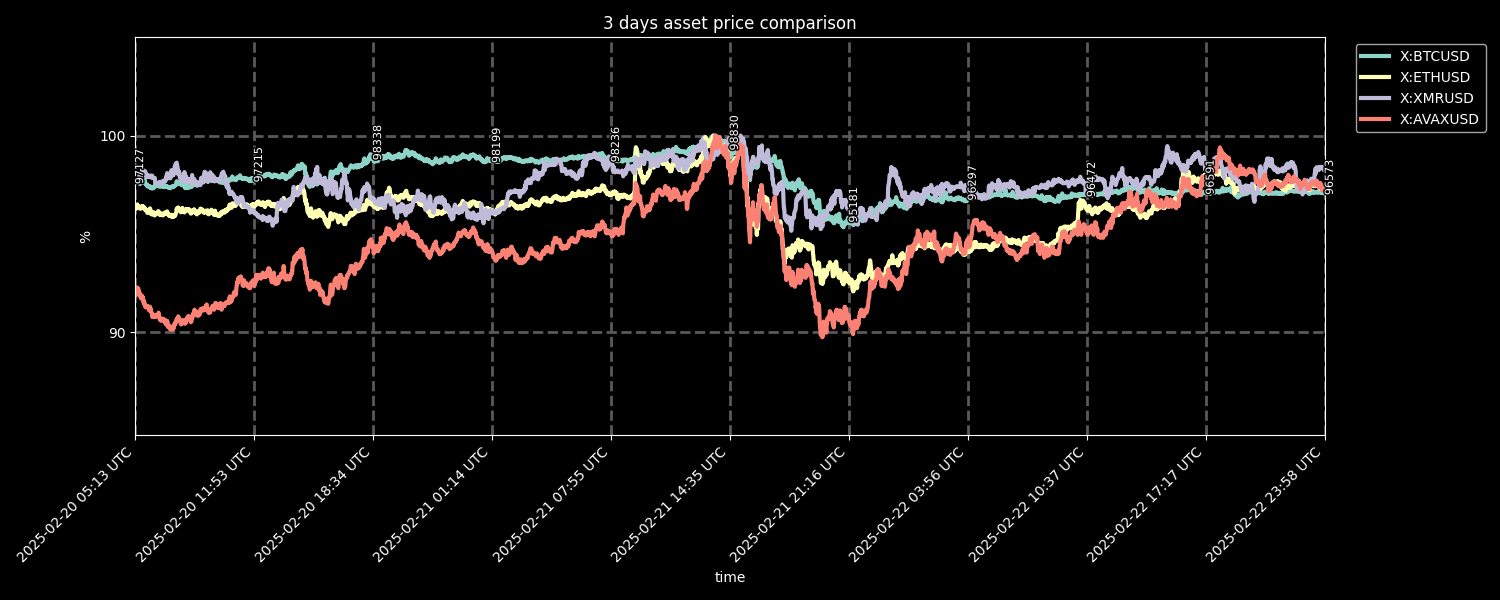 3 days asset price comparison
X:BTCUSD
X:ETHUSD
X:XMRUSD
X:AVAXUSD
100
90
%
97127
97215
98338
98199
98236
98830
95181
96297
96472
96591
96573
2025-02-20 05:13 UTC
2025-02-20 11:53 UTC
2025-02-20 18:34 UTC
2025-02-21 01:14 UTC
2025-02-21 07:55 UTC
2025-02-21 14:35 UTC
2025-02-21 21:16 UTC
2025-02-22 03:56 UTC
2025-02-22 10:37 UTC
2025-02-22 17:17 UTC
2025-02-22 23:58 UTC
time